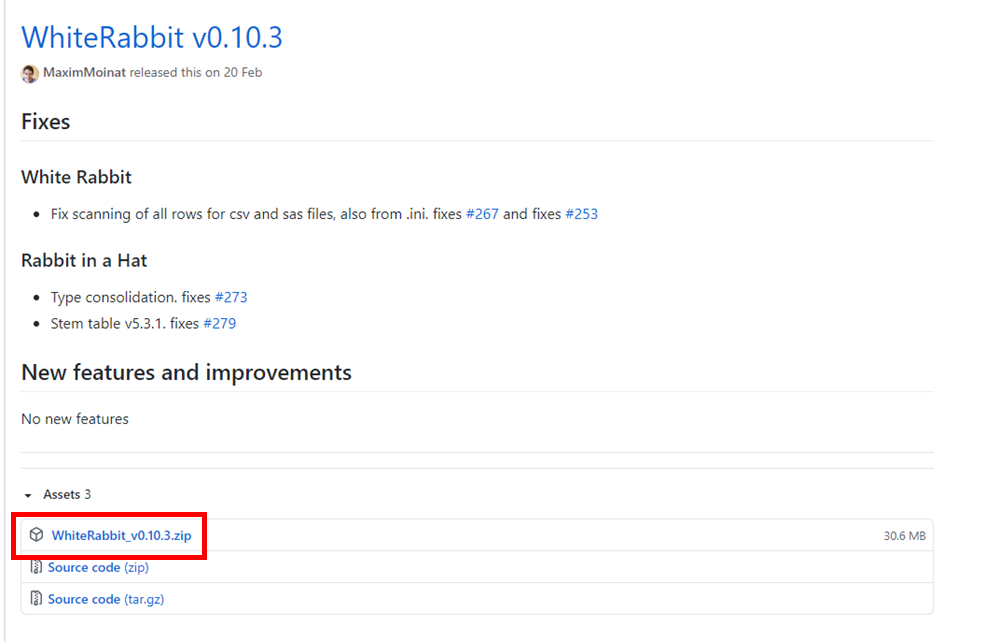 WhiteRabbit v0.10.3
MaximMoinat released this on 20 Feb
Fixes
White Rabbit
Fix scanning of all rows for csv and sas files, also from .ini. fixes #267 and fixes #253
Rabbit in a Hat
Type consolidation. fixes #273
Stem table v5.3.1. fixes #279
New features and improvements
No new features
Assets 3
WhiteRabbit_v0.10.3.zip 30.6 MB
Source code (zip)
Source code (tar.gz)